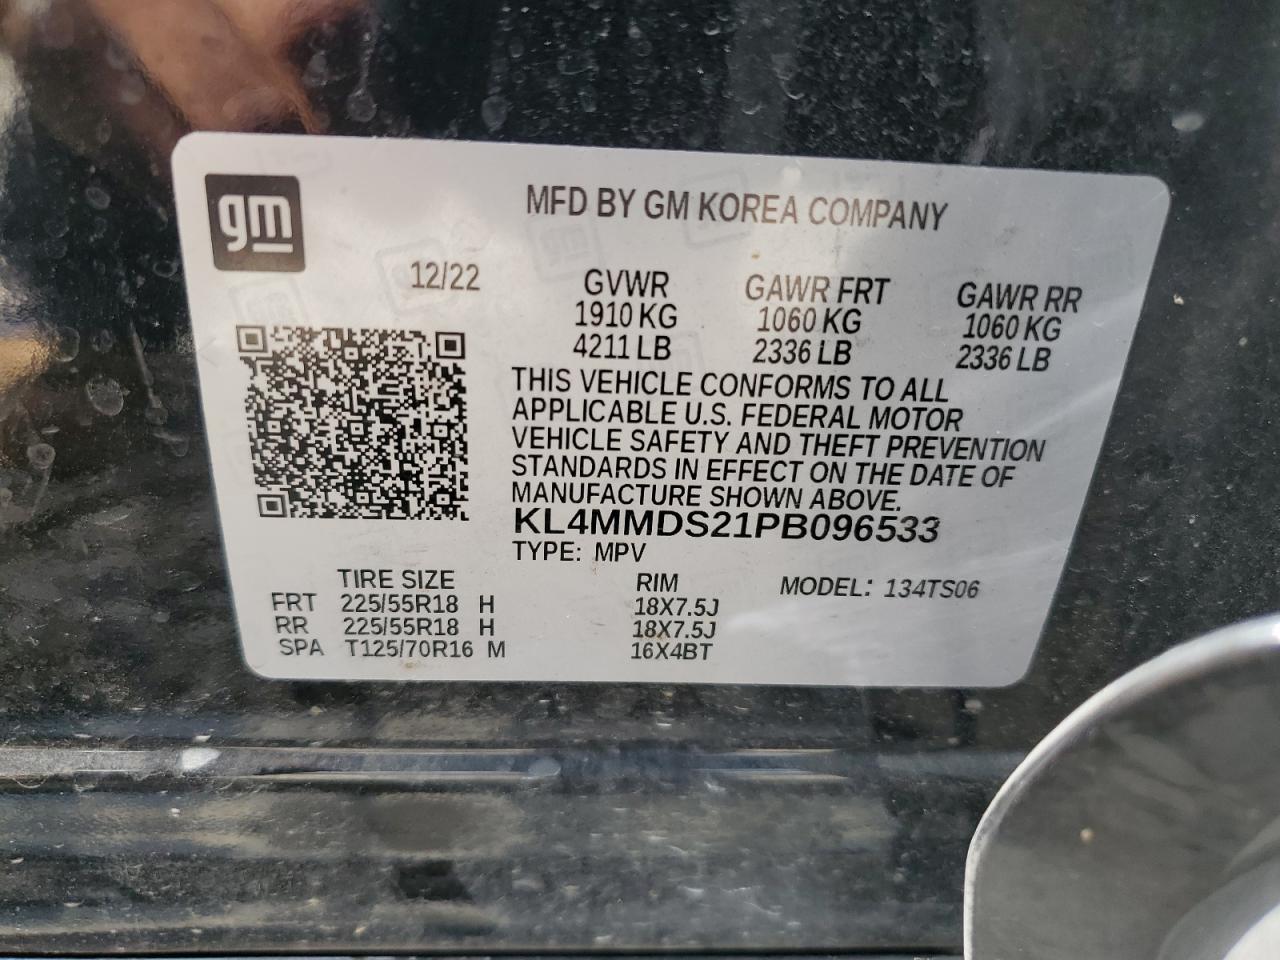 gm
MFD BY GM KOREA COMPANY
12/22
GVWR GAWR FRT GAWR RR
1910 KG 1060 KG 1060 KG
4211 LB 2336 LB 2336 LB
THIS VEHICLE CONFORMS TO ALL
APPLICABLE U.S. FEDERAL MOTOR
VEHICLE SAFETY AND THEFT PREVENTION
STANDARDS IN EFFECT ON THE DATE OF
MANUFACTURE SHOWN ABOVE.
KL4MMDS21PB096533
TYPE: MPV
TIRE SIZE RIM MODEL: 134TS06
FRT 225/55R18 H 18X7.5J
RR 225/55R18 H 18X7.5J
SPA T125/70R16 M 16X4BT